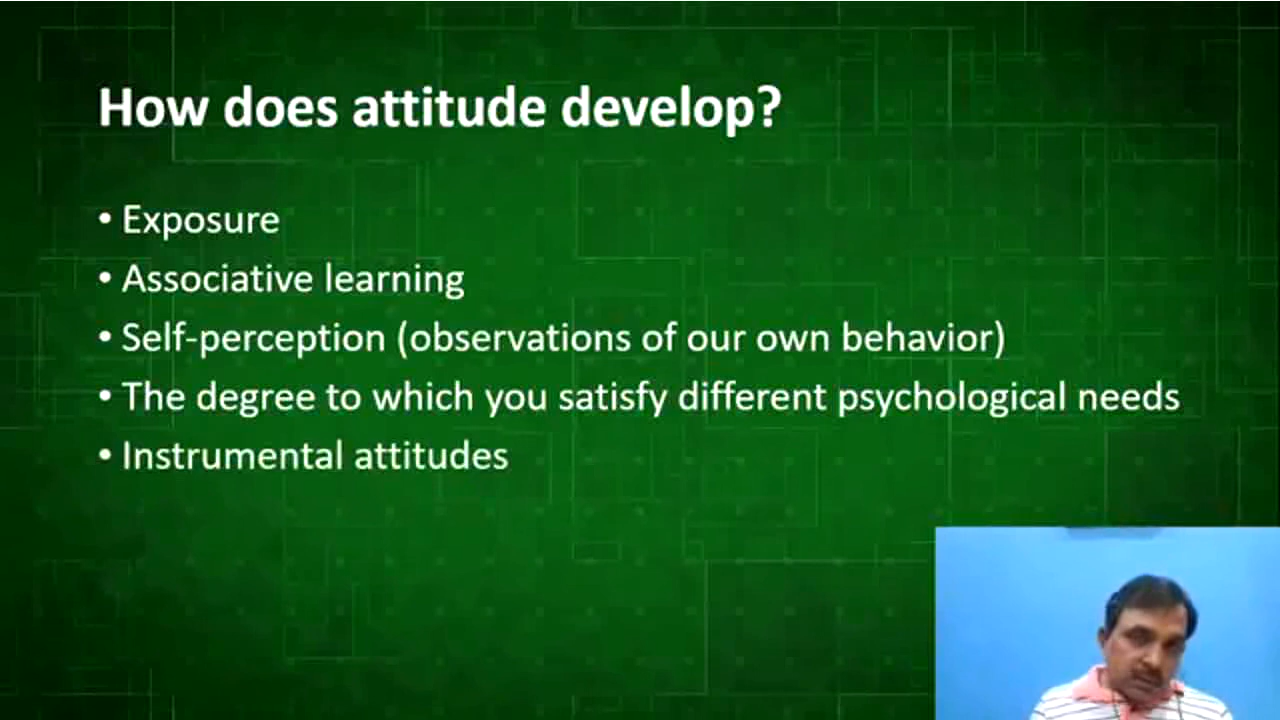 How does attitude develop?
• Exposure
• Associative learning
• Self-perception (observations of our own behavior)
• The degree to which you satisfy different psychological needs
• Instrumental attitudes